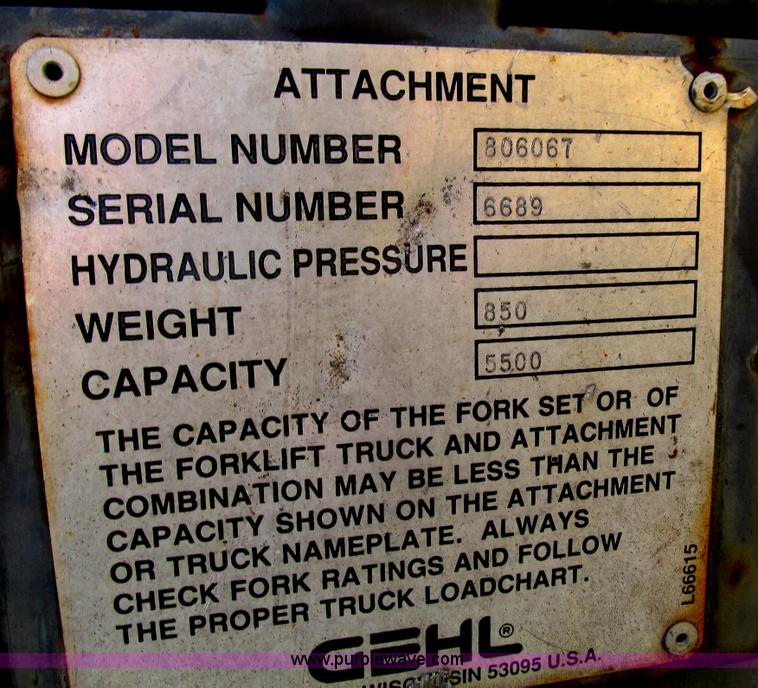 ATTACHMENT
MODEL NUMBER 806067
SERIAL NUMBER 6689
HYDRAULIC PRESSURE
WEIGHT 850
CAPACITY 5500
THE CAPACITY OF THE FORK SET OR OF
THE FORKLIFT TRUCK AND ATTACHMENT
COMBINATION MAY BE LESS THAN THE
CAPACITY SHOWN ON THE ATTACHMENT
OR TRUCK NAMEPLATE. ALWAYS
CHECK FORK RATINGS AND FOLLOW
THE PROPER TRUCK LOADCHART.
L66615
GEHL®
www.purplewave.com
53095 U.S.A.